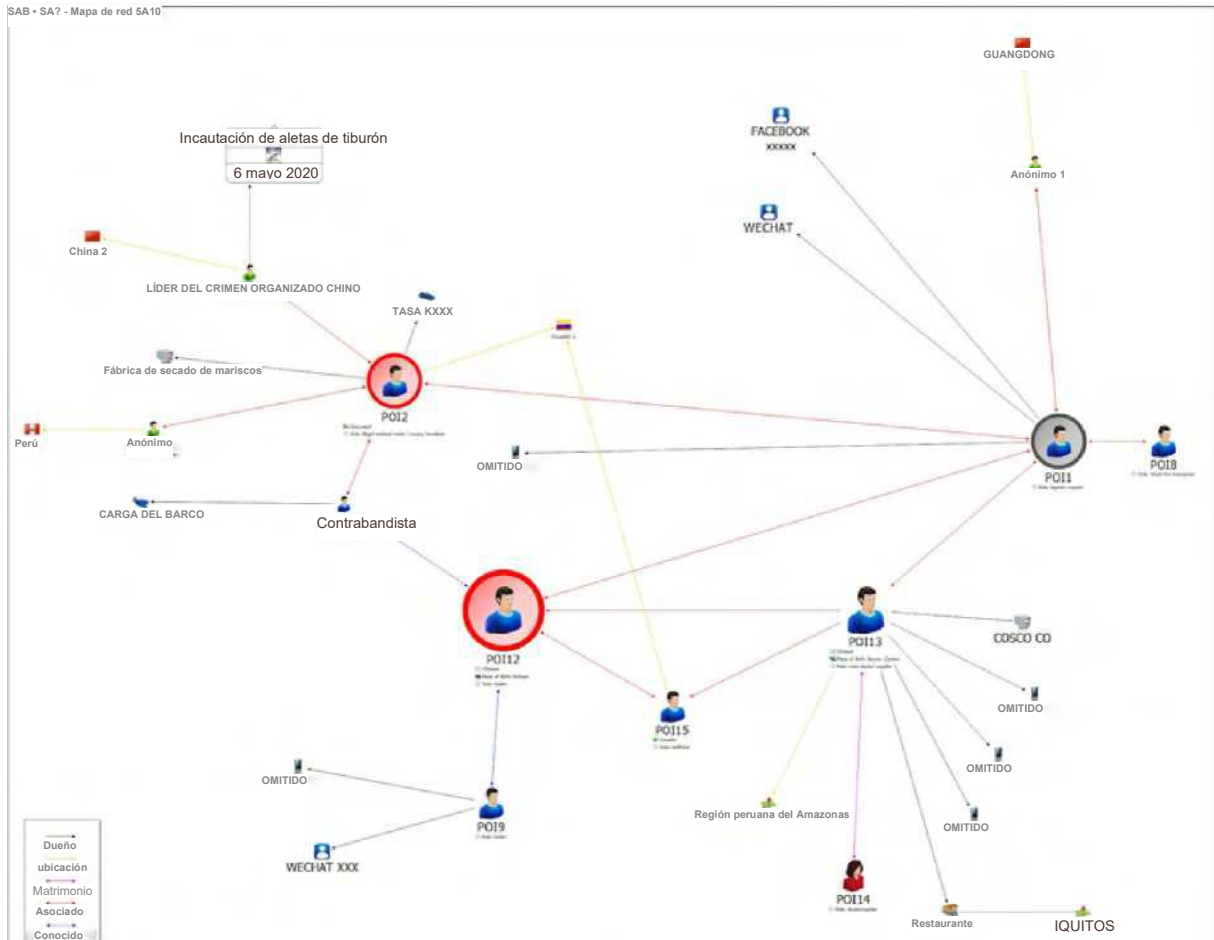 SAB • SA? - Mapa de red 5A10
GUANGDONG
Incautación de aletas de tiburón
6 mayo 2020
FACEBOOK
xxxxx
Anónimo 1
WECHAT
China 2
LÍDER DEL CRIMEN ORGANIZADO CHINO
TASA KXXX
Fábrica de secado de mariscos
POI2
Perú
Anónimo
OMITIDO
POI1
POI8
CARGA DEL BARCO
Contrabandista
POI12
POI13
COSCO CO
OMITIDO
POI15
OMITIDO
OMITIDO
Región peruana del Amazonas
OMITIDO
POI9
WECHAT XXX
POI14
Restaurante
IQUITOS
Dueño
ubicación
Matrimonio
Asociado
Conocido